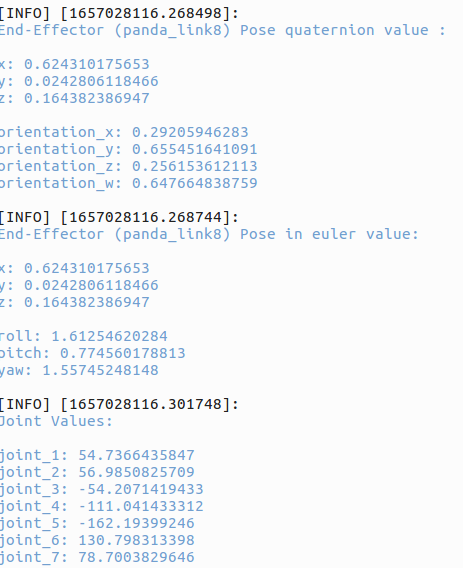 [INFO] [1657028116.268498]:
End-Effector (panda_link8) Pose quaternion value :
x: 0.624310175653
y: 0.0242806118466
z: 0.164382386947
orientation_x: 0.29205946283
orientation_y: 0.655451641091
orientation_z: 0.256153612113
orientation_w: 0.647664838759
[INFO] [1657028116.268744]:
End-Effector (panda_link8) Pose in euler value:
x: 0.624310175653
y: 0.0242806118466
z: 0.164382386947
roll: 1.61254620284
pitch: 0.774560178813
yaw: 1.55745248148
[INFO] [1657028116.301748]:
Joint Values:
joint_1: 54.7366435847
joint_2: 56.9850825709
joint_3: -54.2071419433
joint_4: -111.041433312
joint_5: -162.19399246
joint_6: 130.798313398
joint_7: 78.7003829646